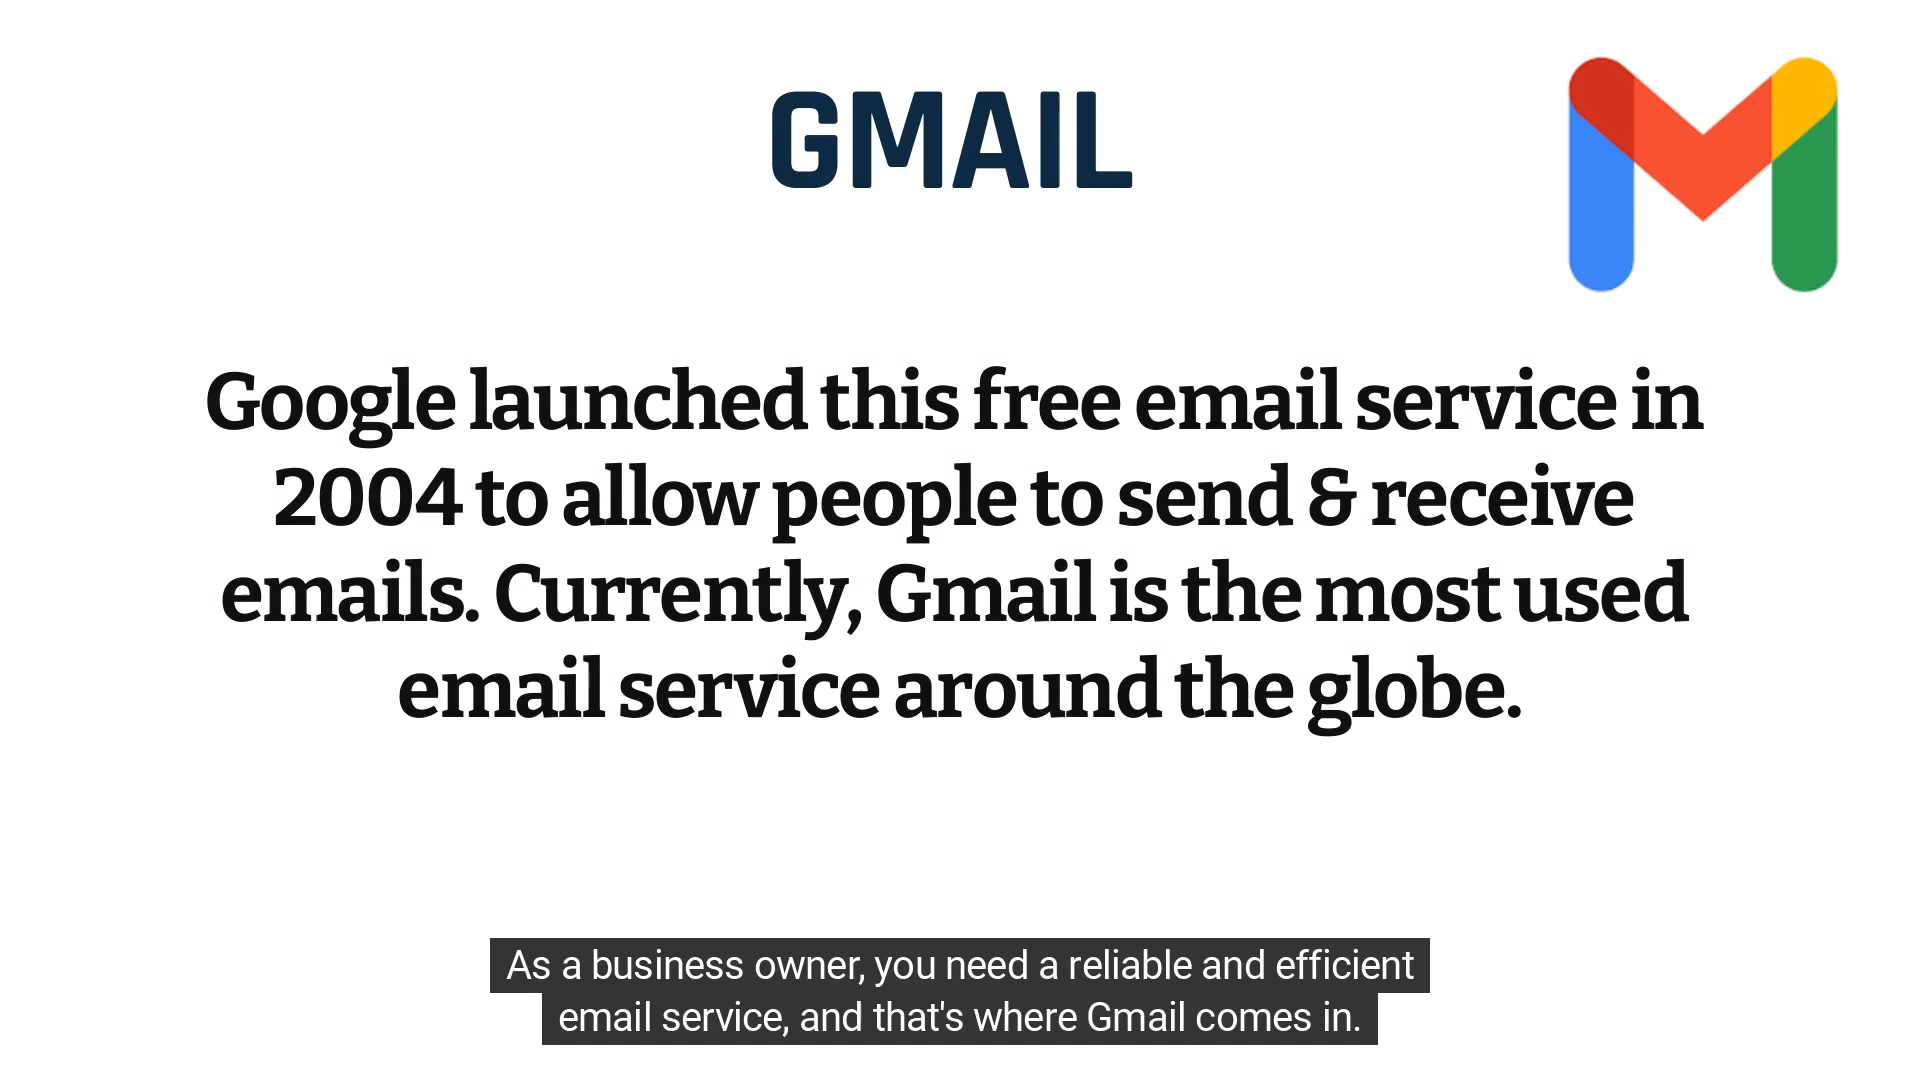 GMAIL
Google launched this free email service in
2004 to allow people to send & receive
emails. Currently, Gmail is the most used
email service around the globe.
As a business owner, you need a reliable and efficient
email service, and that's where Gmail comes in.